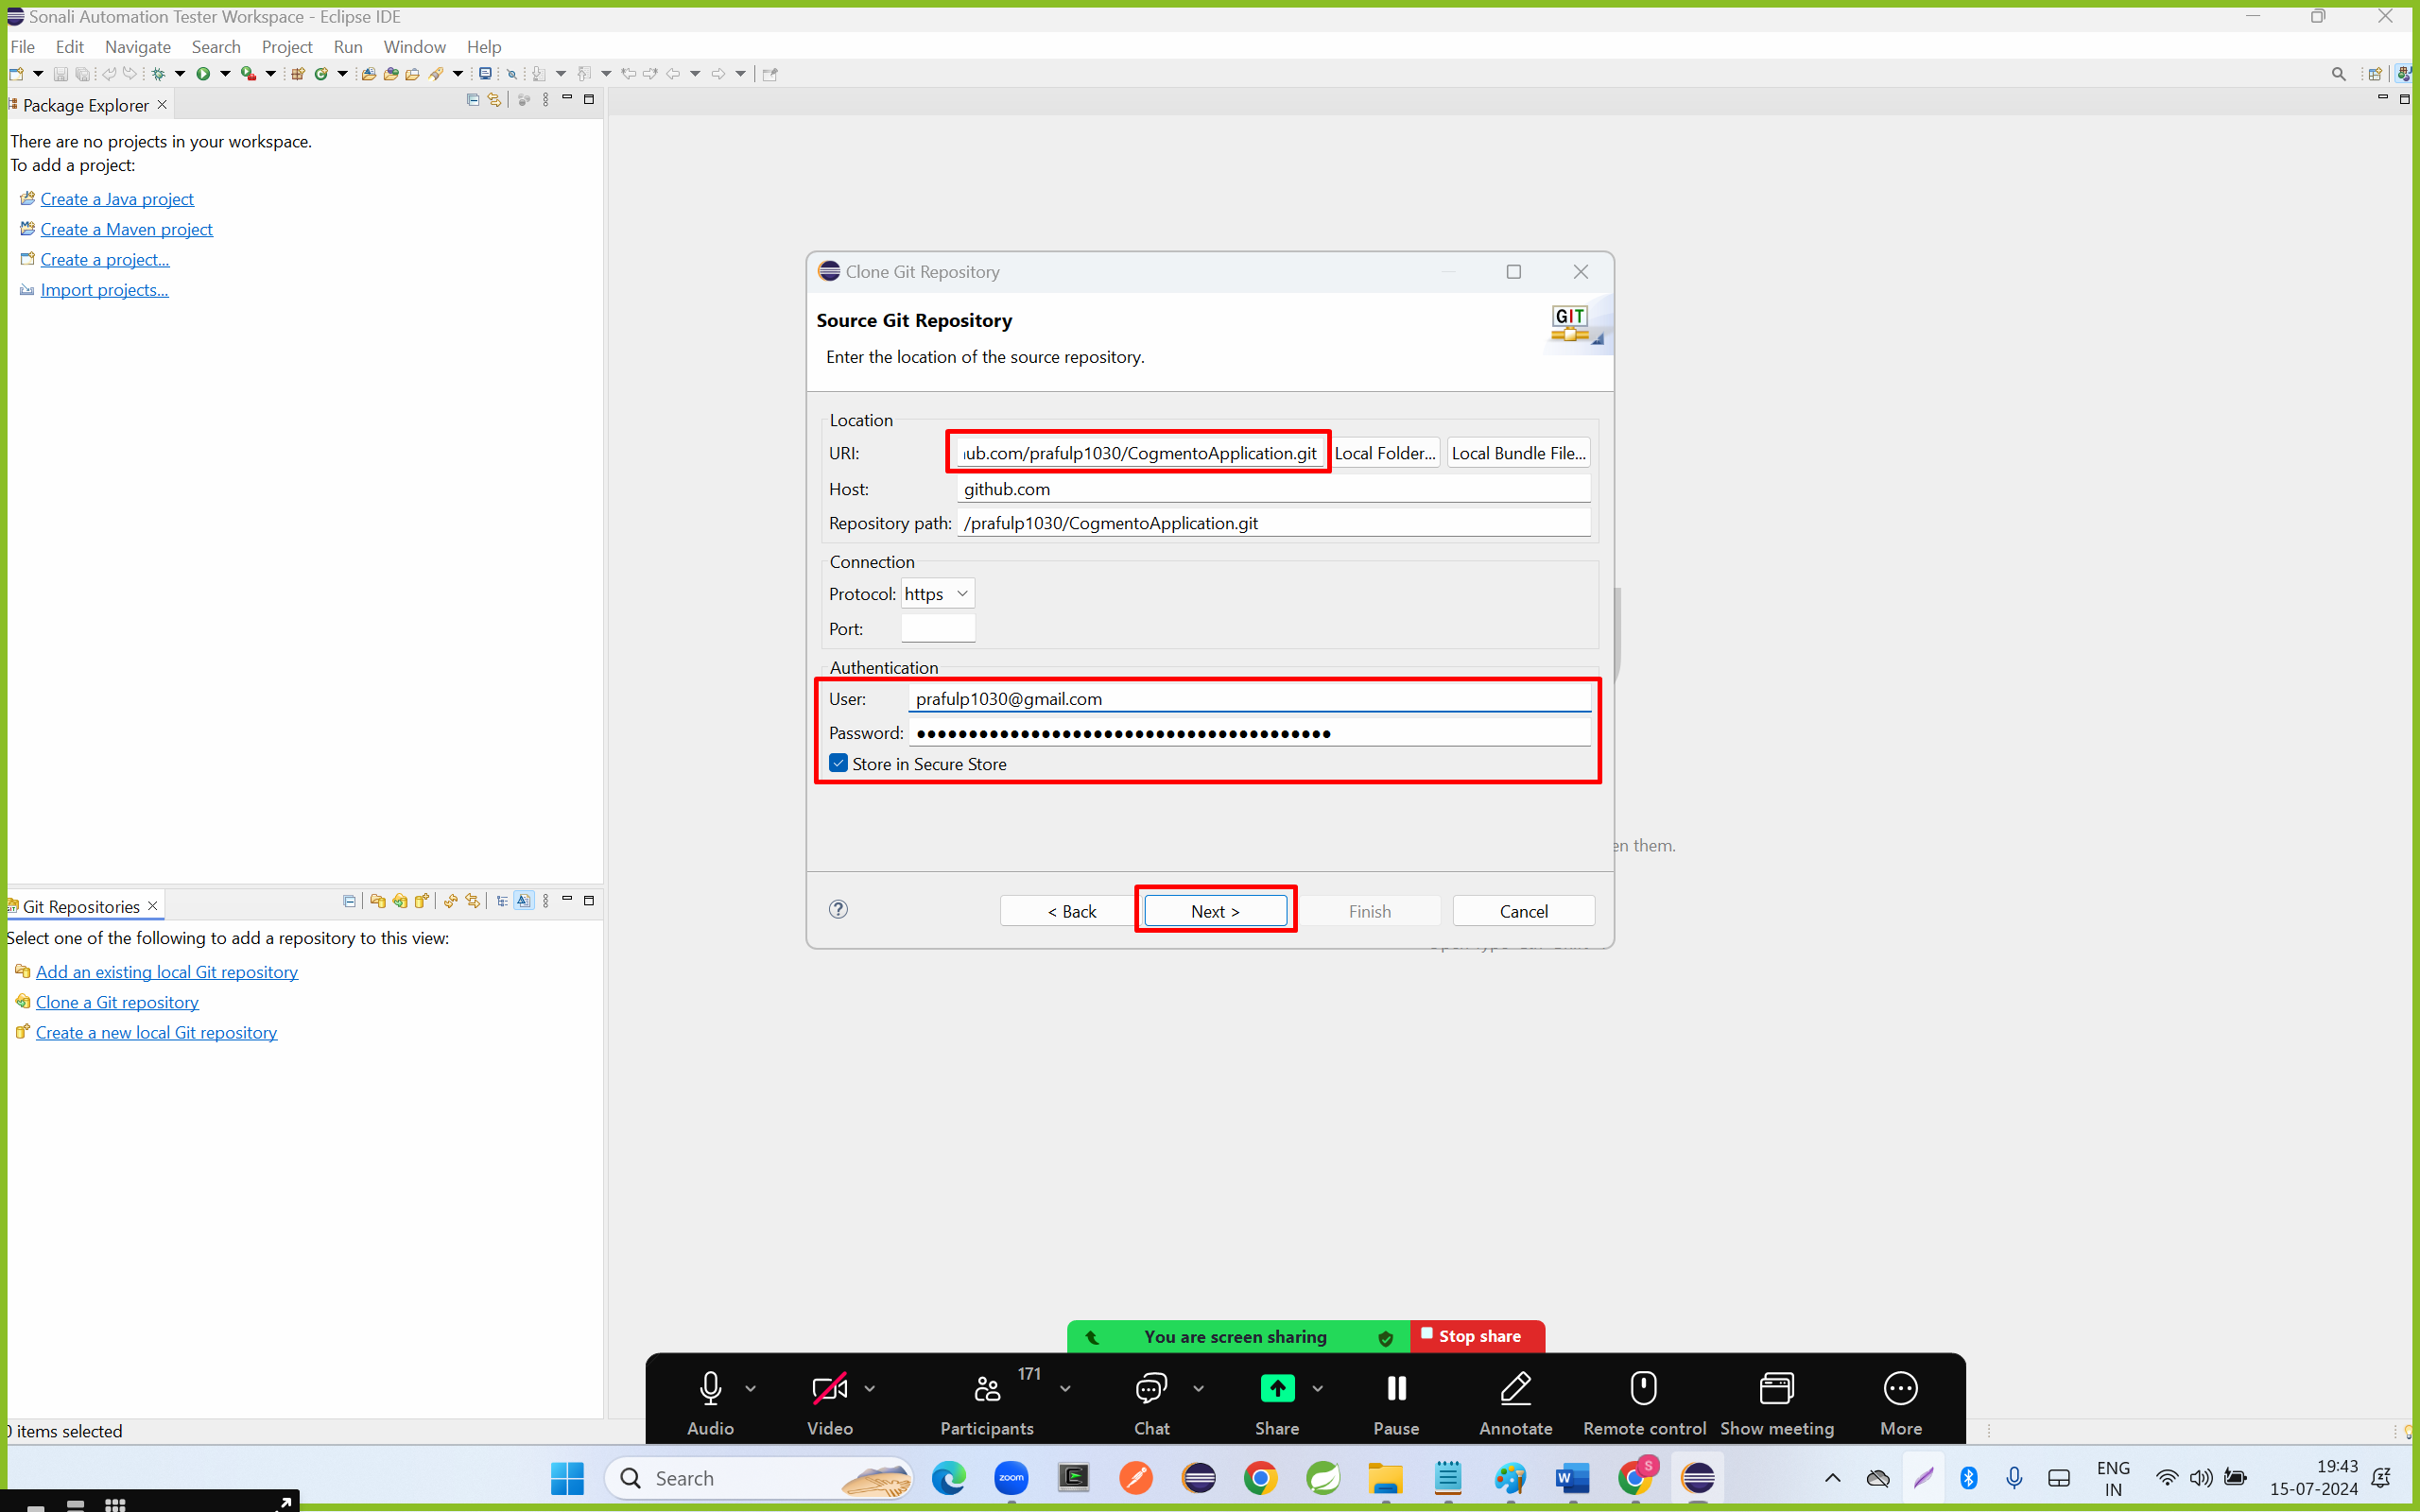 Sonali Automation Tester Workspace - Eclipse IDE
File Edit Navigate Search Project Run Window Help
Package Explorer
There are no projects in your workspace.
To add a project:
Create a Java project
Create a Maven project
Create a project...
Import projects...
Clone Git Repository
Source Git Repository
GIT
Enter the location of the source repository.
Location
URI: ub.com/prafulp1030/CogmentoApplication.git Local Folder... Local Bundle File...
Host: github.com
Repository path: /prafulp1030/CogmentoApplication.git
Connection
Protocol: https
Port:
Authentication
User: prafulp1030@gmail.com
Password: ●●●●●●●●●●●●●●●●●●●●●●●●●●●●●●●●●●●●●●●●
Store in Secure Store
en them.
< Back Next > Finish Cancel
Git Repositories
Select one of the following to add a repository to this view:
Add an existing local Git repository
Clone a Git repository
Create a new local Git repository
You are screen sharing Stop share
171
Audio Video Participants Chat Share Pause Annotate Remote control Show meeting More
0 items selected
Search
zoom
S
ENG
IN
19:43
15-07-2024